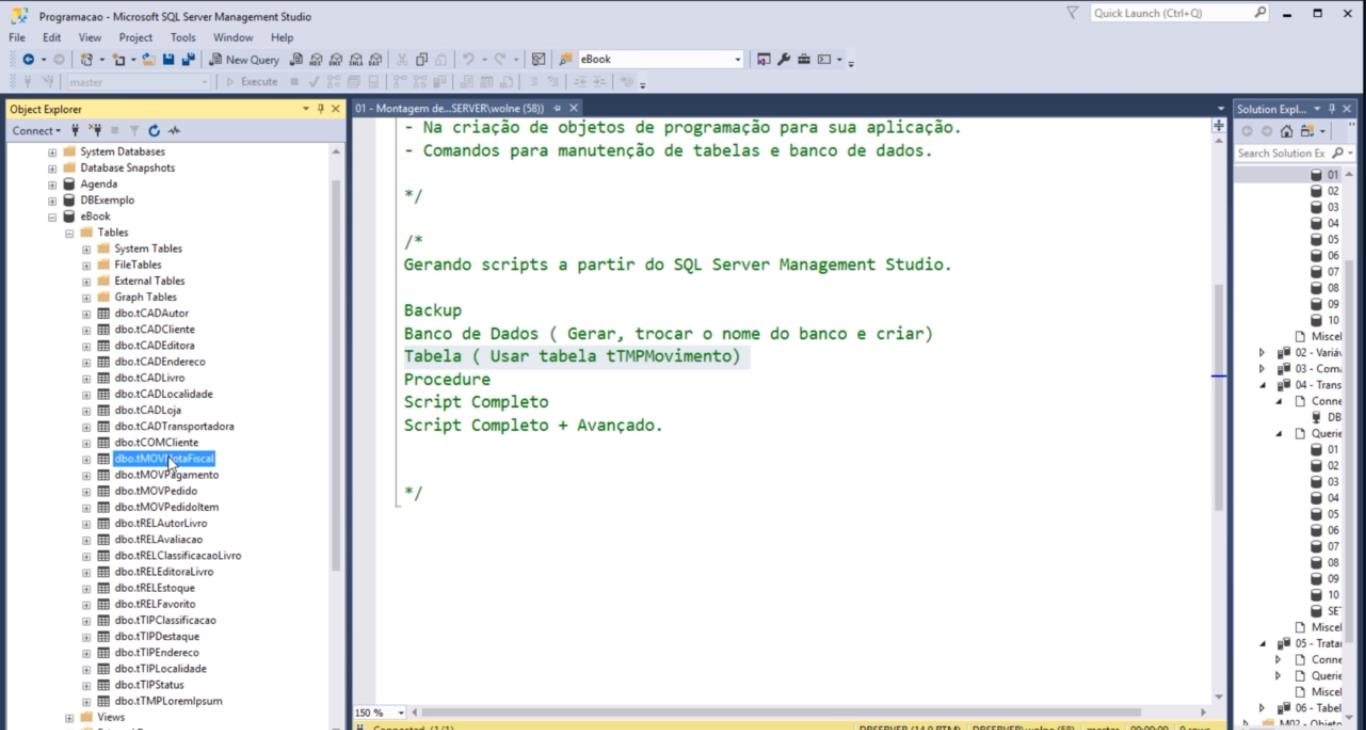 Programacao - Microsoft SQL Server Management Studio
Quick Launch (Ctrl+Q)
File Edit View Project Tools Window Help
New Query
eBook
master
Execute
Object Explorer
Connect
System Databases
Database Snapshots
Agenda
DBExemplo
eBook
Tables
System Tables
FileTables
External Tables
Graph Tables
dbo.tCADAutor
dbo.tCADCliente
dbo.tCADEditora
dbo.tCADEndereco
dbo.tCADLivro
dbo.tCADLocalidade
dbo.tCADLoja
dbo.tCADTransportadora
dbo.tCOMCliente
dbo.tMOVNotaFiscal
dbo.tMOVPagamento
dbo.tMOVPedido
dbo.tMOVPedidoItem
dbo.tRELAutorLivro
dbo.tRELAvaliacao
dbo.tRELClassificacaoLivro
dbo.tRELEditoraLivro
dbo.tRELEstoque
dbo.tRELFavorito
dbo.tTIPClassificacao
dbo.tTIPDestaque
dbo.tTIPEndereco
dbo.tTIPLocalidade
dbo.tTIPStatus
dbo.tTMPLoremIpsum
Views
01 - Montagem de...SERVER\wolne (58))
- Na criação de objetos de programação para sua aplicação.
- Comandos para manutenção de tabelas e banco de dados.
*/
/*
Gerando scripts a partir do SQL Server Management Studio.
Backup
Banco de Dados ( Gerar, trocar o nome do banco e criar)
Tabela ( Usar tabela tTMPMovimento)
Procedure
Script Completo
Script Completo + Avançado.
*/
150 %
Connected. (1/1)
DBSERVER (14.0 RTM) DBSERVER\wolne (58) master 00:00:00 0 rows
Solution Expl...
Search Solution Ex
01
02
03
04
05
06
07
08
09
10
Miscel
02 - Variáv
03 - Com
04 - Trans
Conne
DB
Querie
01
02
03
04
05
06
07
08
09
10
SE
Miscel
05 - Trata
Conne
Querie
Miscel
06 - Tabel
M02 - Objeto